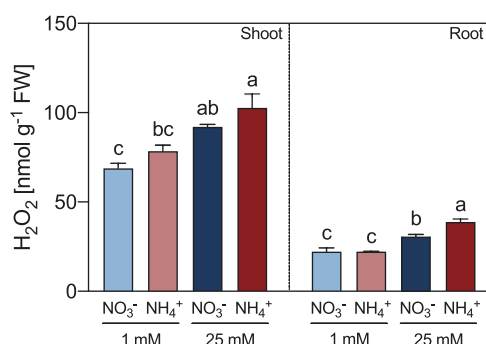 150
100
50
0
H₂O₂ [nmol g⁻¹ FW]
Shoot
Root
c
bc
ab
a
c
c
b
a
NO₃⁻ NH₄⁺ NO₃⁻ NH₄⁺ NO₃⁻ NH₄⁺ NO₃⁻ NH₄⁺
1 mM 25 mM 1 mM 25 mM